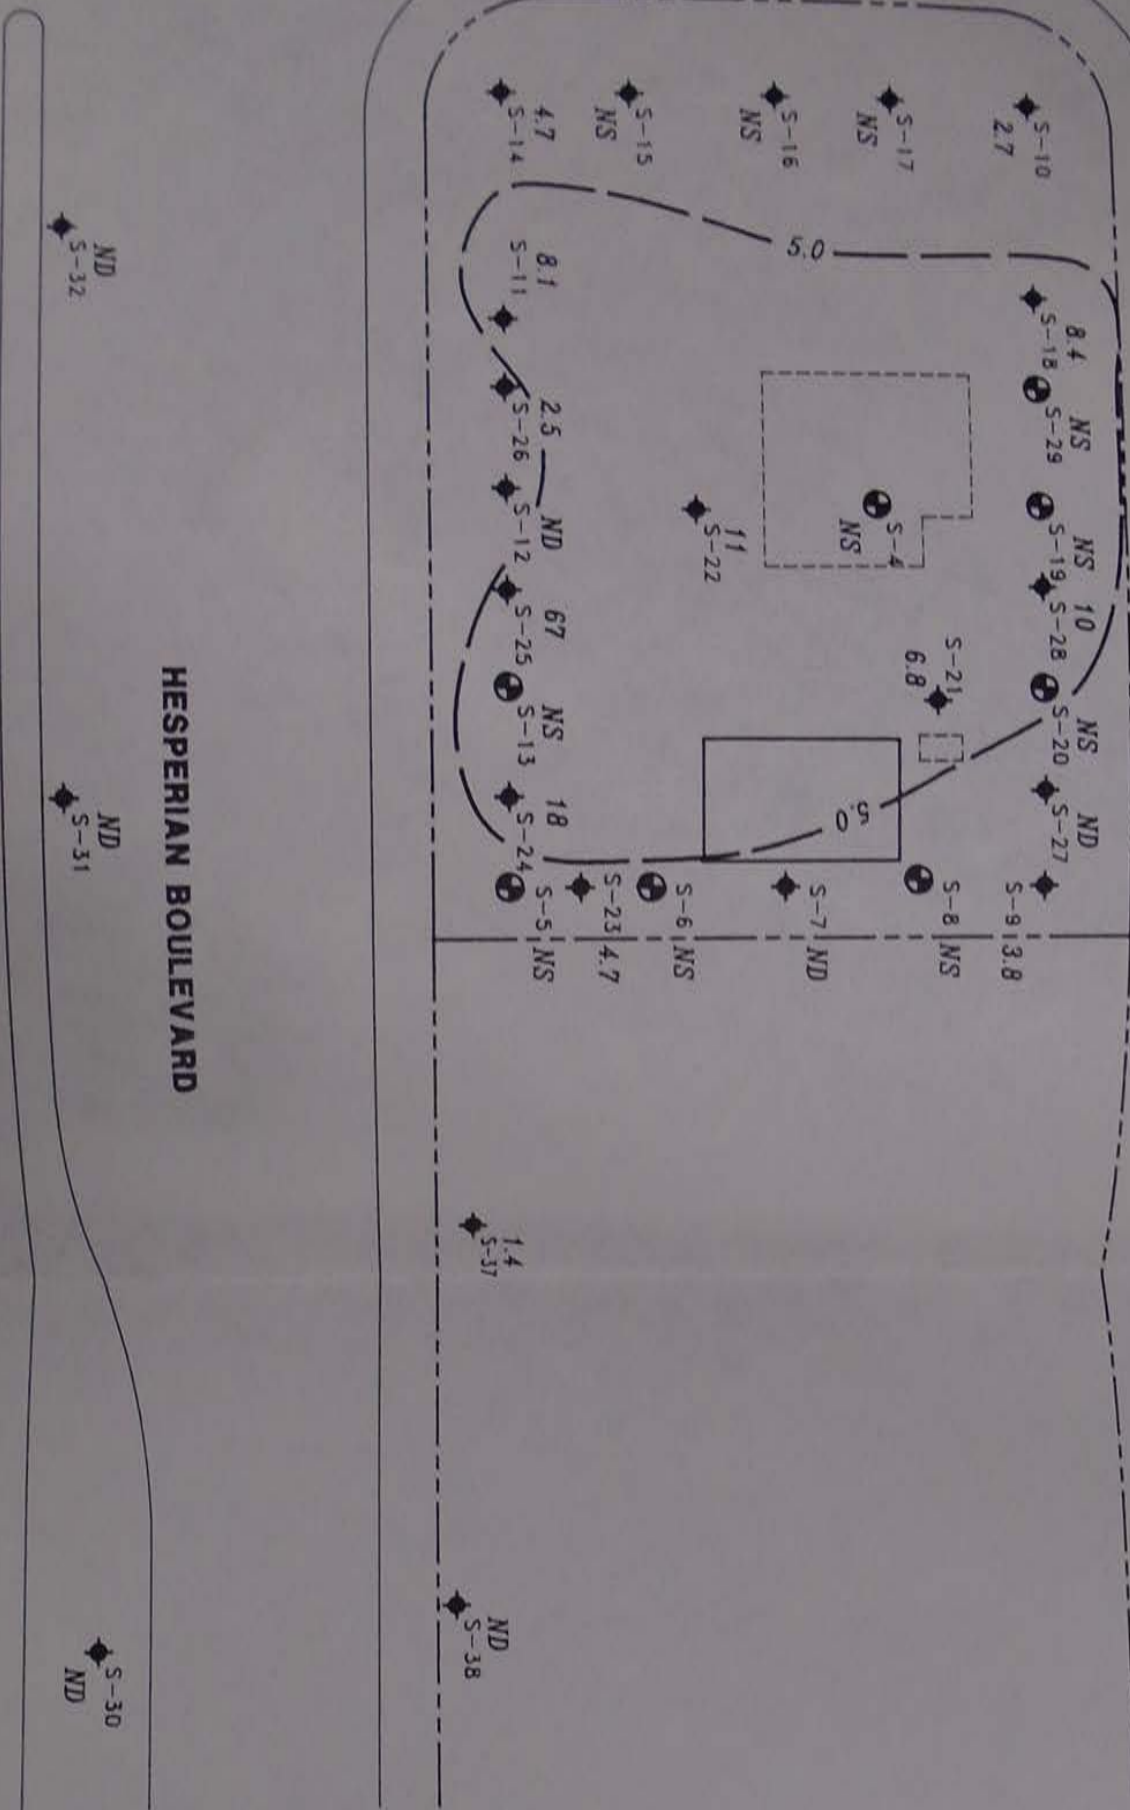 S-10
2.7
S-17
NS
S-16
NS
S-15
NS
4.7
S-14
5.0
8.1
S-11
8.4
S-18
NS
S-29
NS
S-19
10
S-28
NS
S-20
ND
S-27
S-4
NS
11
S-22
S-21
6.8
2.5
S-26
ND
S-12
67
S-25
NS
S-13
18
S-24
5.0
S-9
3.8
S-8
NS
S-7
ND
S-6
NS
S-23
4.7
S-5
NS
ND
S-32
ND
S-31
HESPERIAN BOULEVARD
1.4
S-37
ND
S-38
S-30
ND